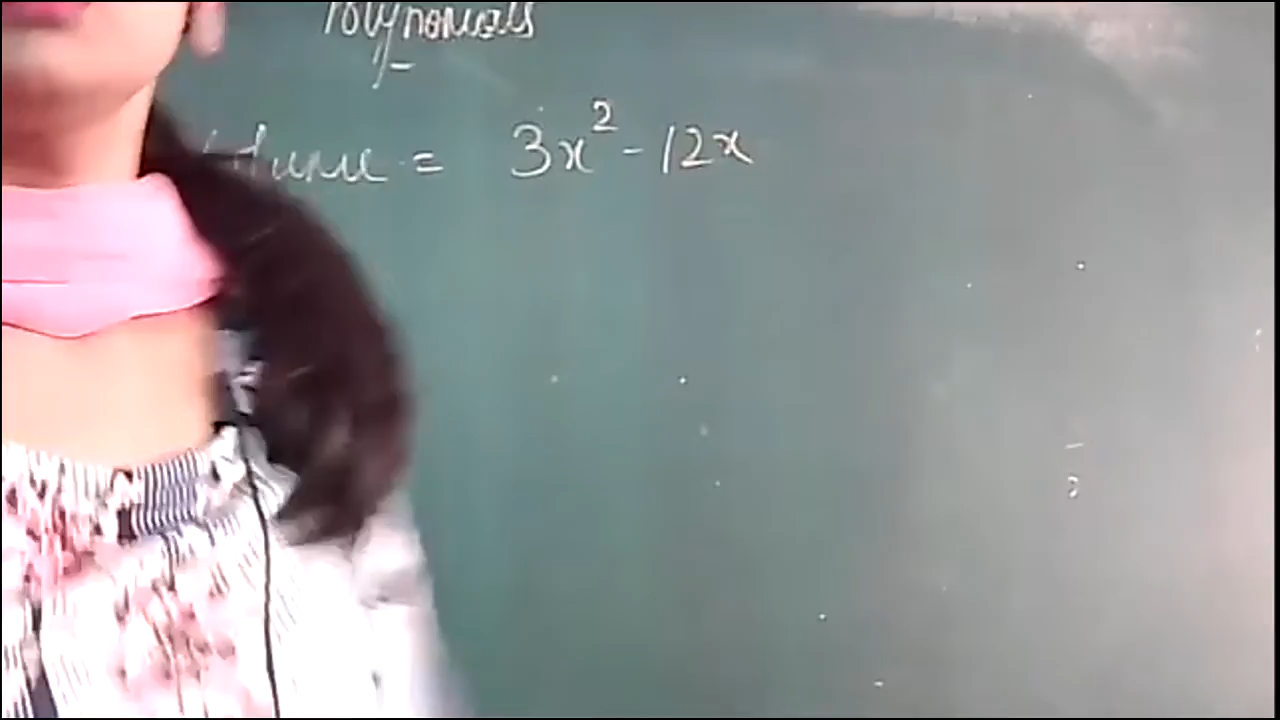 Polynomials
= 3x² - 12x